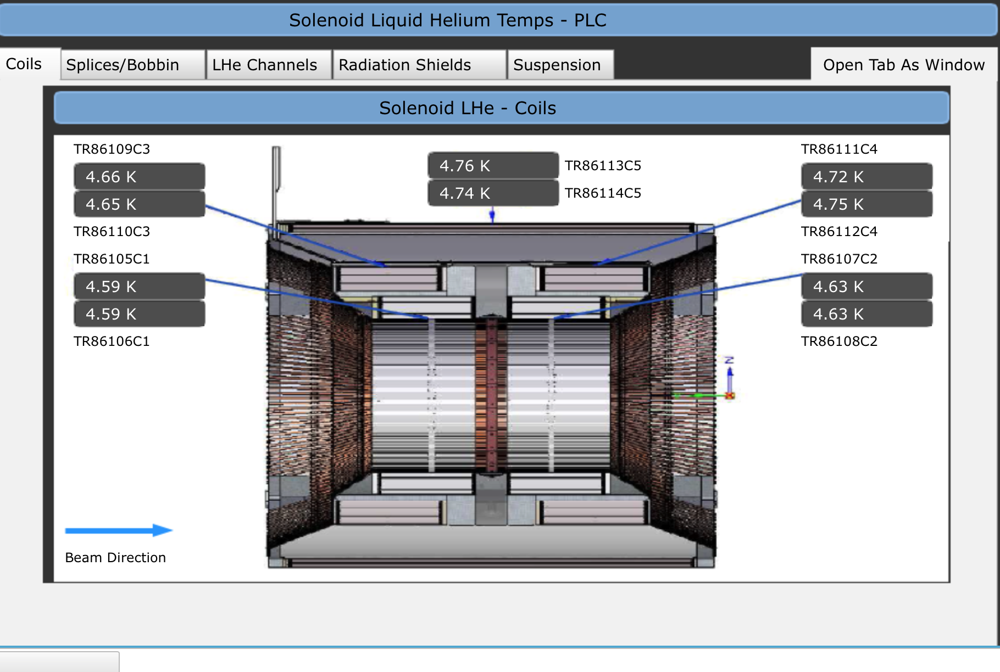 Solenoid Liquid Helium Temps - PLC
Coils
Splices/Bobbin
LHe Channels
Radiation Shields
Suspension
Open Tab As Window
Solenoid LHe - Coils
TR86109C3
4.66 K
4.65 K
TR86110C3
TR86105C1
4.59 K
4.59 K
TR86106C1
4.76 K TR86113C5
4.74 K TR86114C5
TR86111C4
4.72 K
4.75 K
TR86112C4
TR86107C2
4.63 K
4.63 K
TR86108C2
Z
Beam Direction